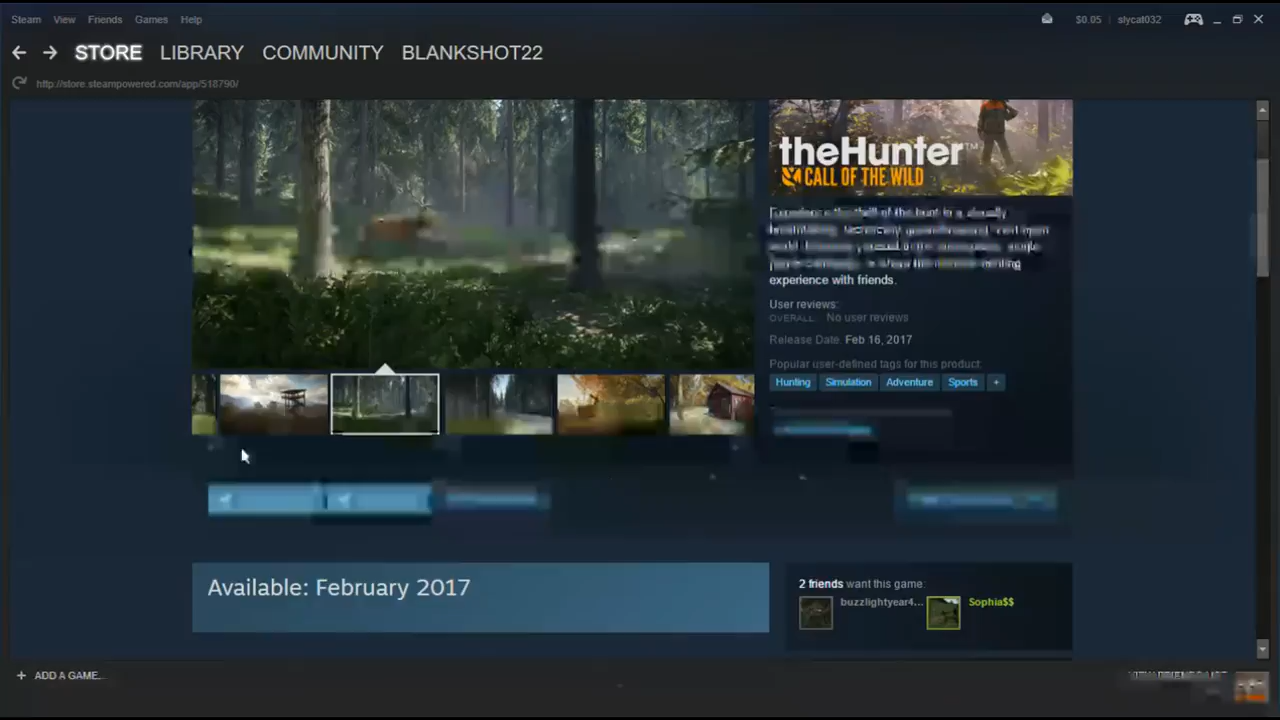 Steam View Friends Games Help
$0.05 slycat032
STORE LIBRARY COMMUNITY BLANKSHOT22
http://store.steampowered.com/app/518790/
theHunter™
CALL OF THE WILD
experience with friends.
User reviews:
OVERALL: No user reviews
Release Date: Feb 16, 2017
Popular user-defined tags for this product:
Hunting Simulation Adventure Sports +
Available: February 2017
2 friends want this game:
buzzlightyear4... Sophia$$
+ ADD A GAME...